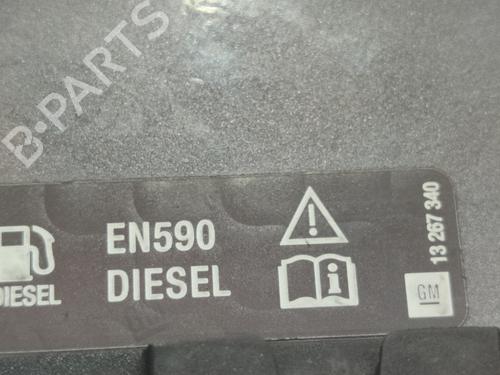 B-PARTS
EN590
DIESEL
DIESEL
13 267 340
GM